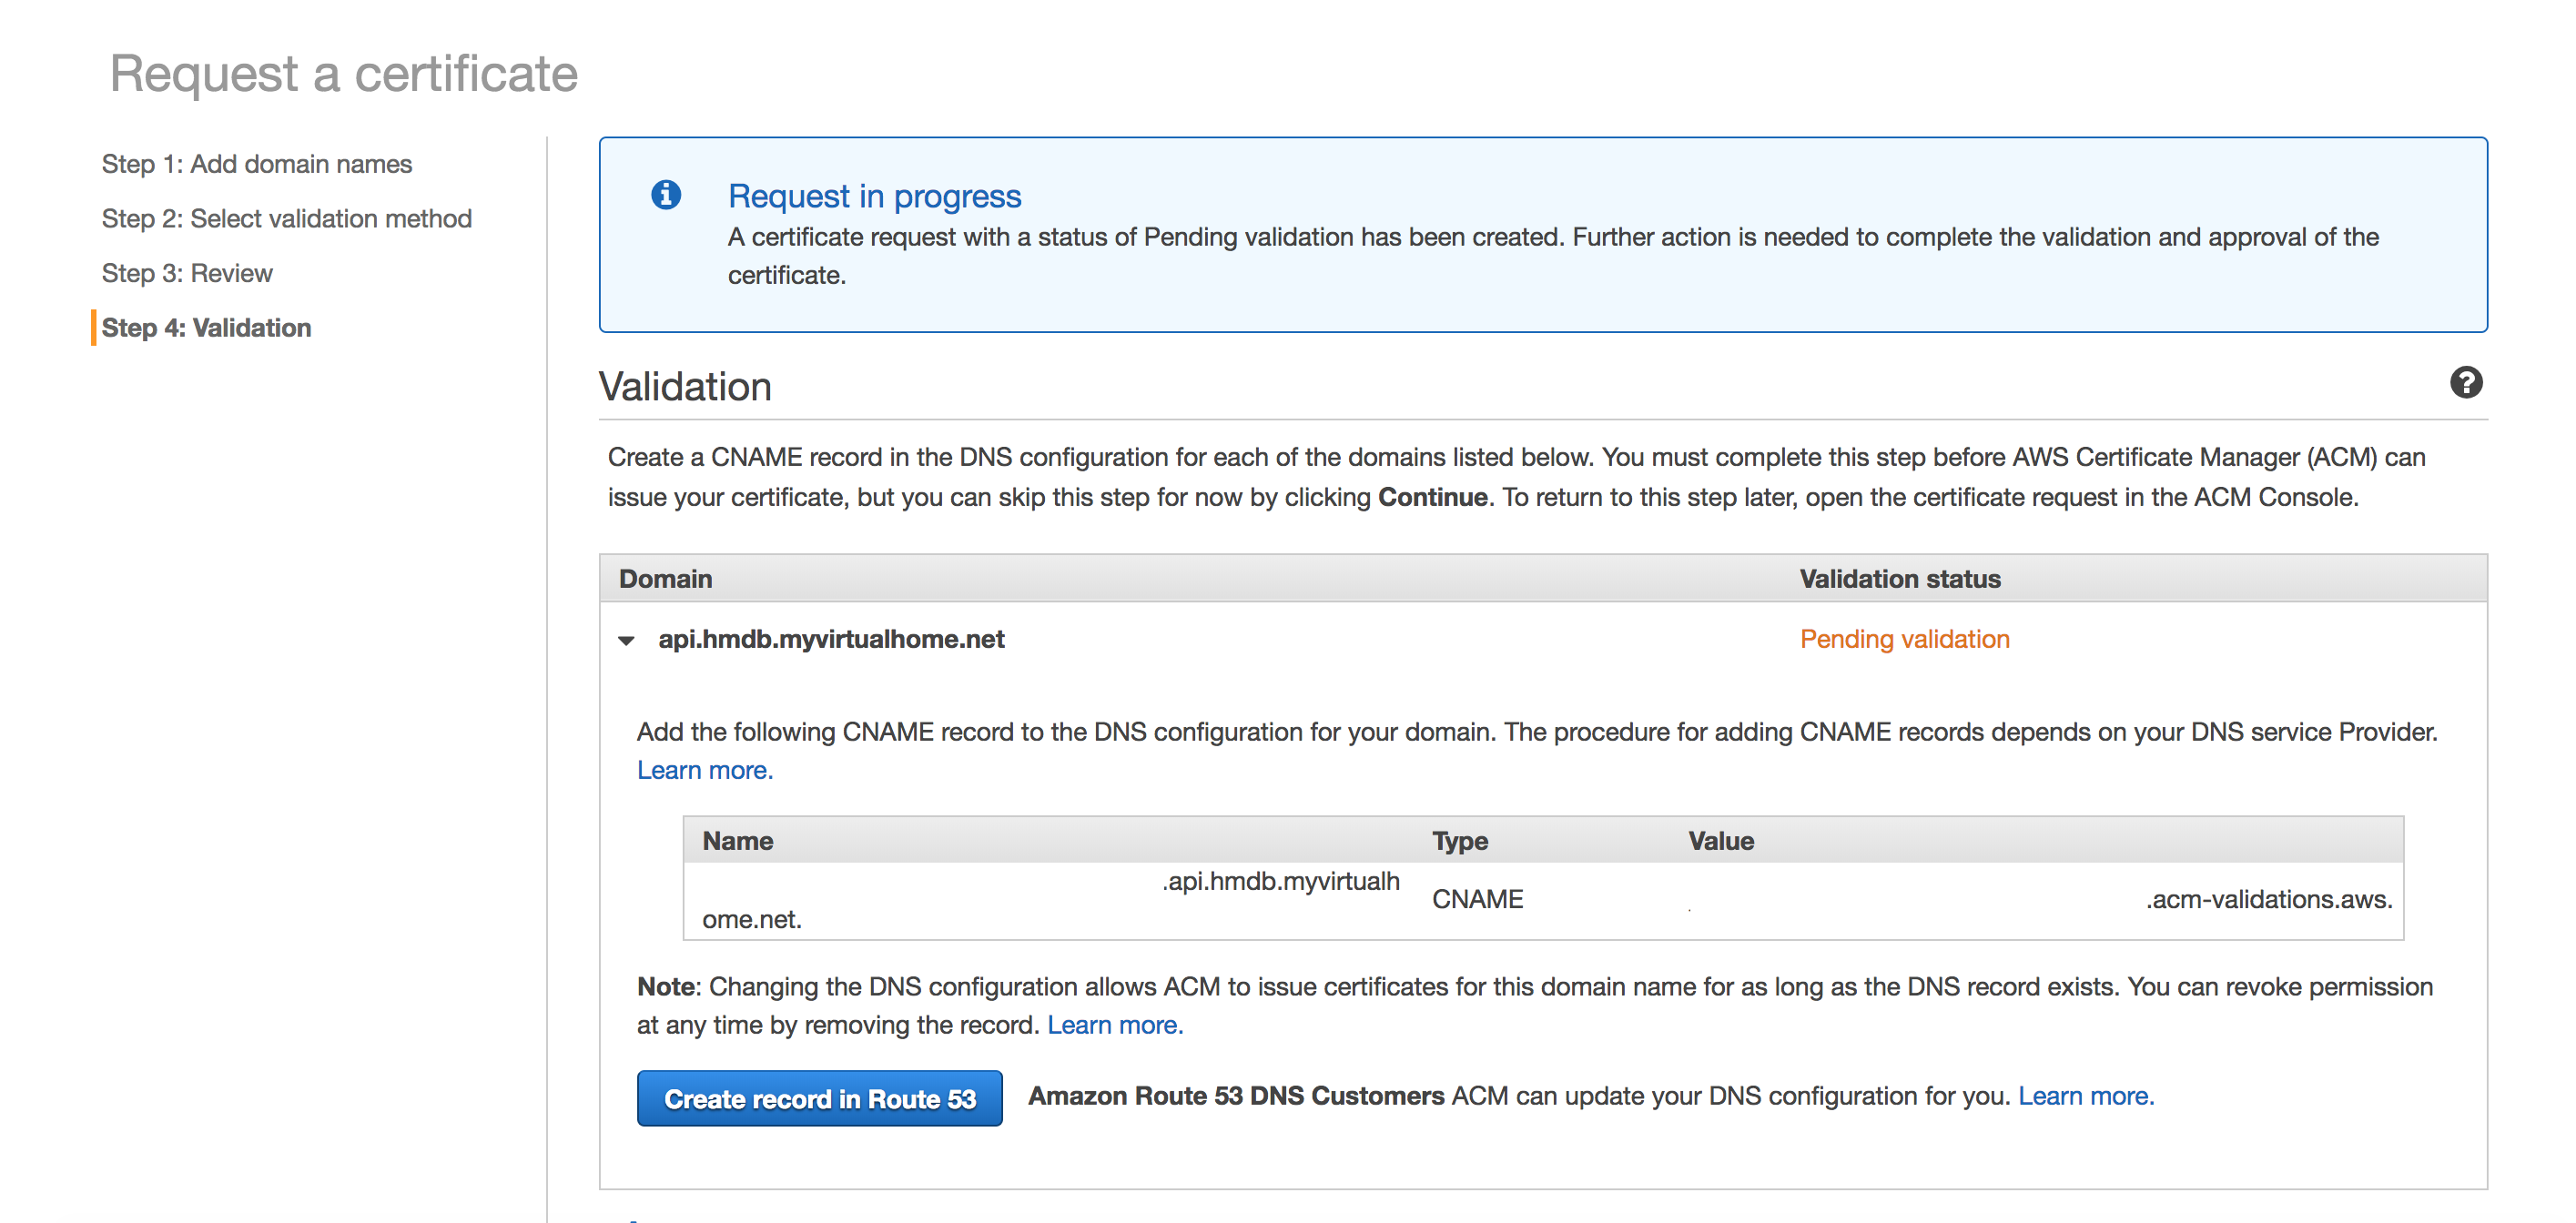 Request a certificate
Step 1: Add domain names
Step 2: Select validation method
Step 3: Review
Step 4: Validation
Request in progress
A certificate request with a status of Pending validation has been created. Further action is needed to complete the validation and approval of the
certificate.
Validation
Create a CNAME record in the DNS configuration for each of the domains listed below. You must complete this step before AWS Certificate Manager (ACM) can
issue your certificate, but you can skip this step for now by clicking Continue. To return to this step later, open the certificate request in the ACM Console.
Domain Validation status
api.hmdb.myvirtualhome.net Pending validation
Add the following CNAME record to the DNS configuration for your domain. The procedure for adding CNAME records depends on your DNS service Provider.
Learn more.
Name Type Value
.api.hmdb.myvirtualh
ome.net. CNAME .acm-validations.aws.
Note: Changing the DNS configuration allows ACM to issue certificates for this domain name for as long as the DNS record exists. You can revoke permission
at any time by removing the record. Learn more.
Create record in Route 53 Amazon Route 53 DNS Customers ACM can update your DNS configuration for you. Learn more.